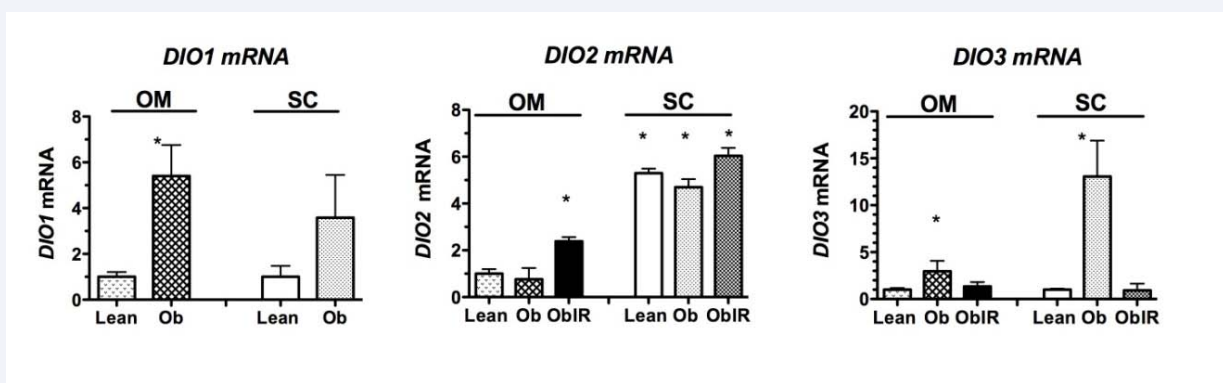 DIO1 mRNA
OM SC
DIO1 mRNA
8
6
*
4
2
0
Lean Ob Lean Ob
DIO2 mRNA
OM SC
DIO2 mRNA
8
* * *
6
4
*
2
0
Lean Ob ObIR Lean Ob ObIR
DIO3 mRNA
OM SC
DIO3 mRNA
20
*
15
10
*
5
0
Lean Ob ObIR Lean Ob ObIR